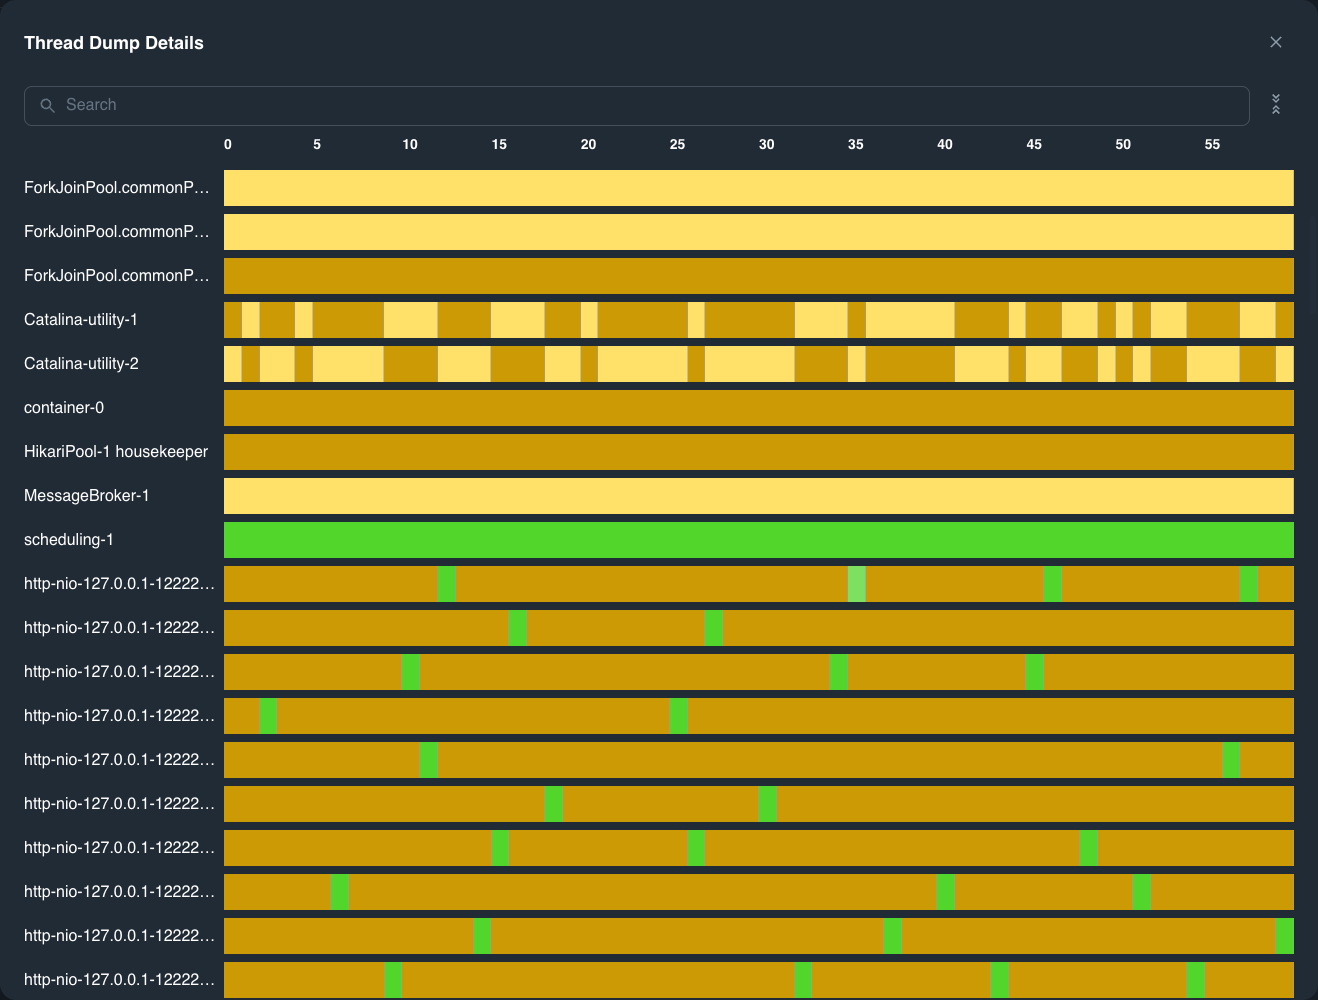 Thread Dump Details
Search
0 5 10 15 20 25 30 35 40 45 50 55
ForkJoinPool.commonP...
ForkJoinPool.commonP...
ForkJoinPool.commonP...
Catalina-utility-1
Catalina-utility-2
container-0
HikariPool-1 housekeeper
MessageBroker-1
scheduling-1
http-nio-127.0.0.1-12222...
http-nio-127.0.0.1-12222...
http-nio-127.0.0.1-12222...
http-nio-127.0.0.1-12222...
http-nio-127.0.0.1-12222...
http-nio-127.0.0.1-12222...
http-nio-127.0.0.1-12222...
http-nio-127.0.0.1-12222...
http-nio-127.0.0.1-12222...
http-nio-127.0.0.1-12222...